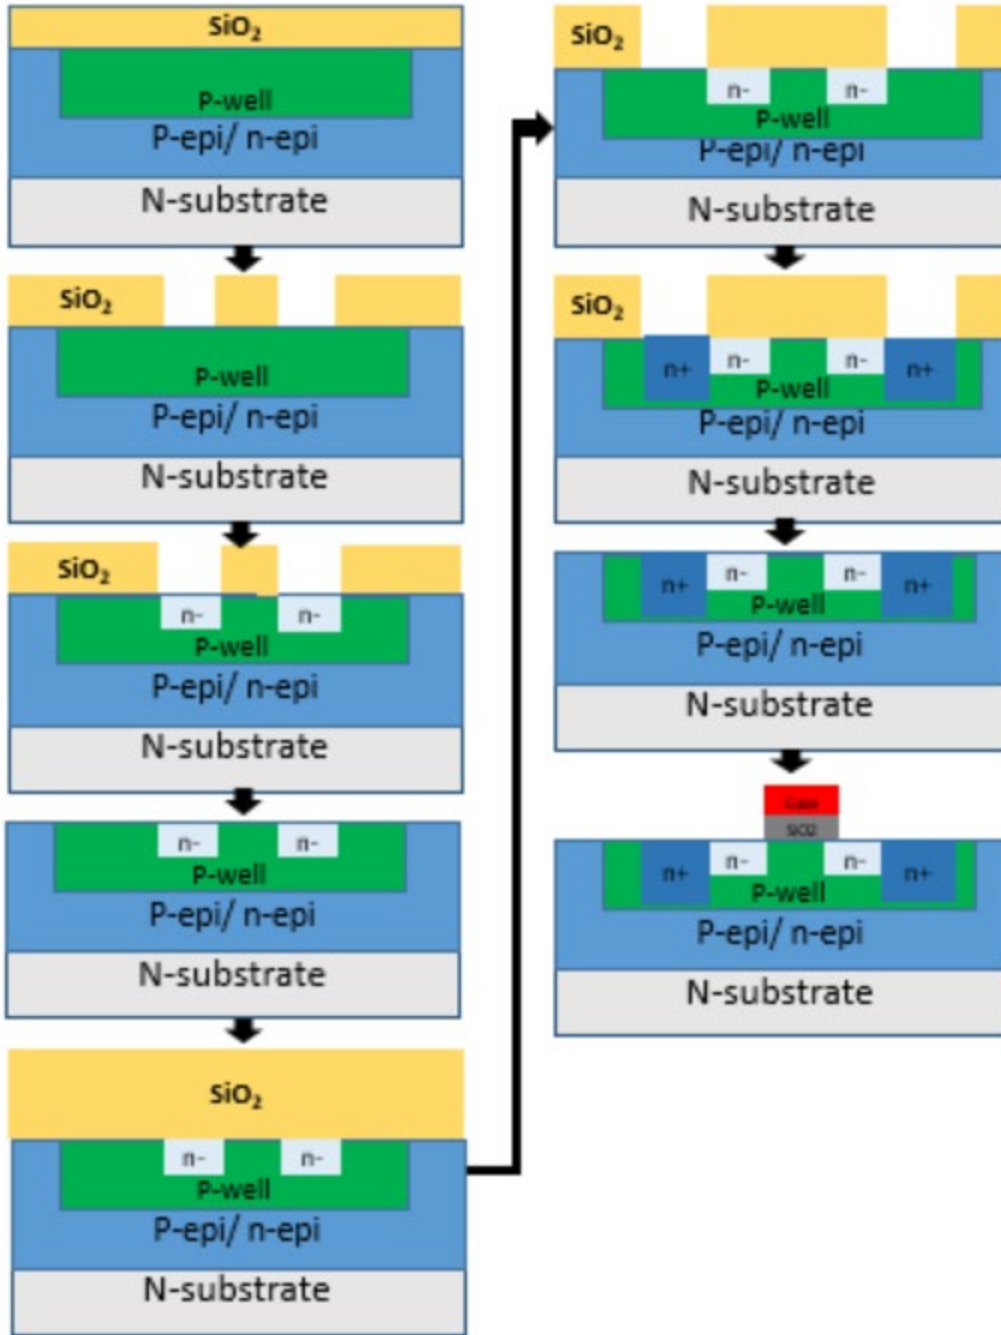 SiO₂
P-well
P-epi/ n-epi
N-substrate
SiO₂
P-well
P-epi/ n-epi
N-substrate
SiO₂
n- n-
P-well
P-epi/ n-epi
N-substrate
n- n-
P-well
P-epi/ n-epi
N-substrate
SiO₂
n- n-
P-well
P-epi/ n-epi
N-substrate
SiO₂
n- n-
P-well
P-epi/ n-epi
N-substrate
SiO₂
n+ n- n- n+
P-well
P-epi/ n-epi
N-substrate
n+ n- n- n+
P-well
P-epi/ n-epi
N-substrate
Gate
SiO2
n+ n- n- n+
P-well
P-epi/ n-epi
N-substrate